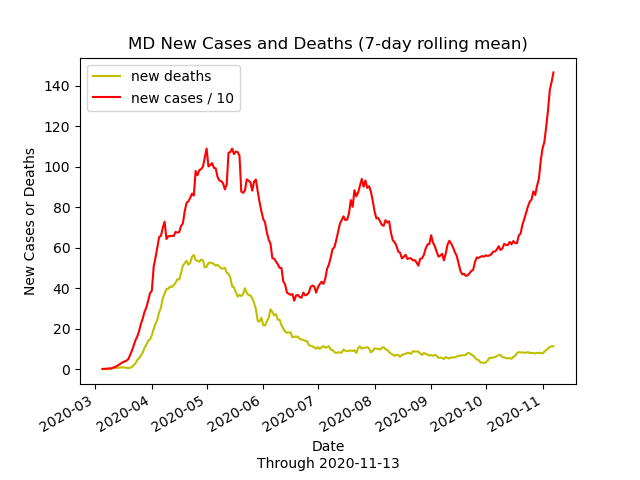 MD New Cases and Deaths (7-day rolling mean)
new deaths
new cases / 10
New Cases or Deaths
140
120
100
80
60
40
20
0
2020-03
2020-04
2020-05
2020-06
2020-07
2020-08
2020-09
2020-10
2020-11
Date
Through 2020-11-13